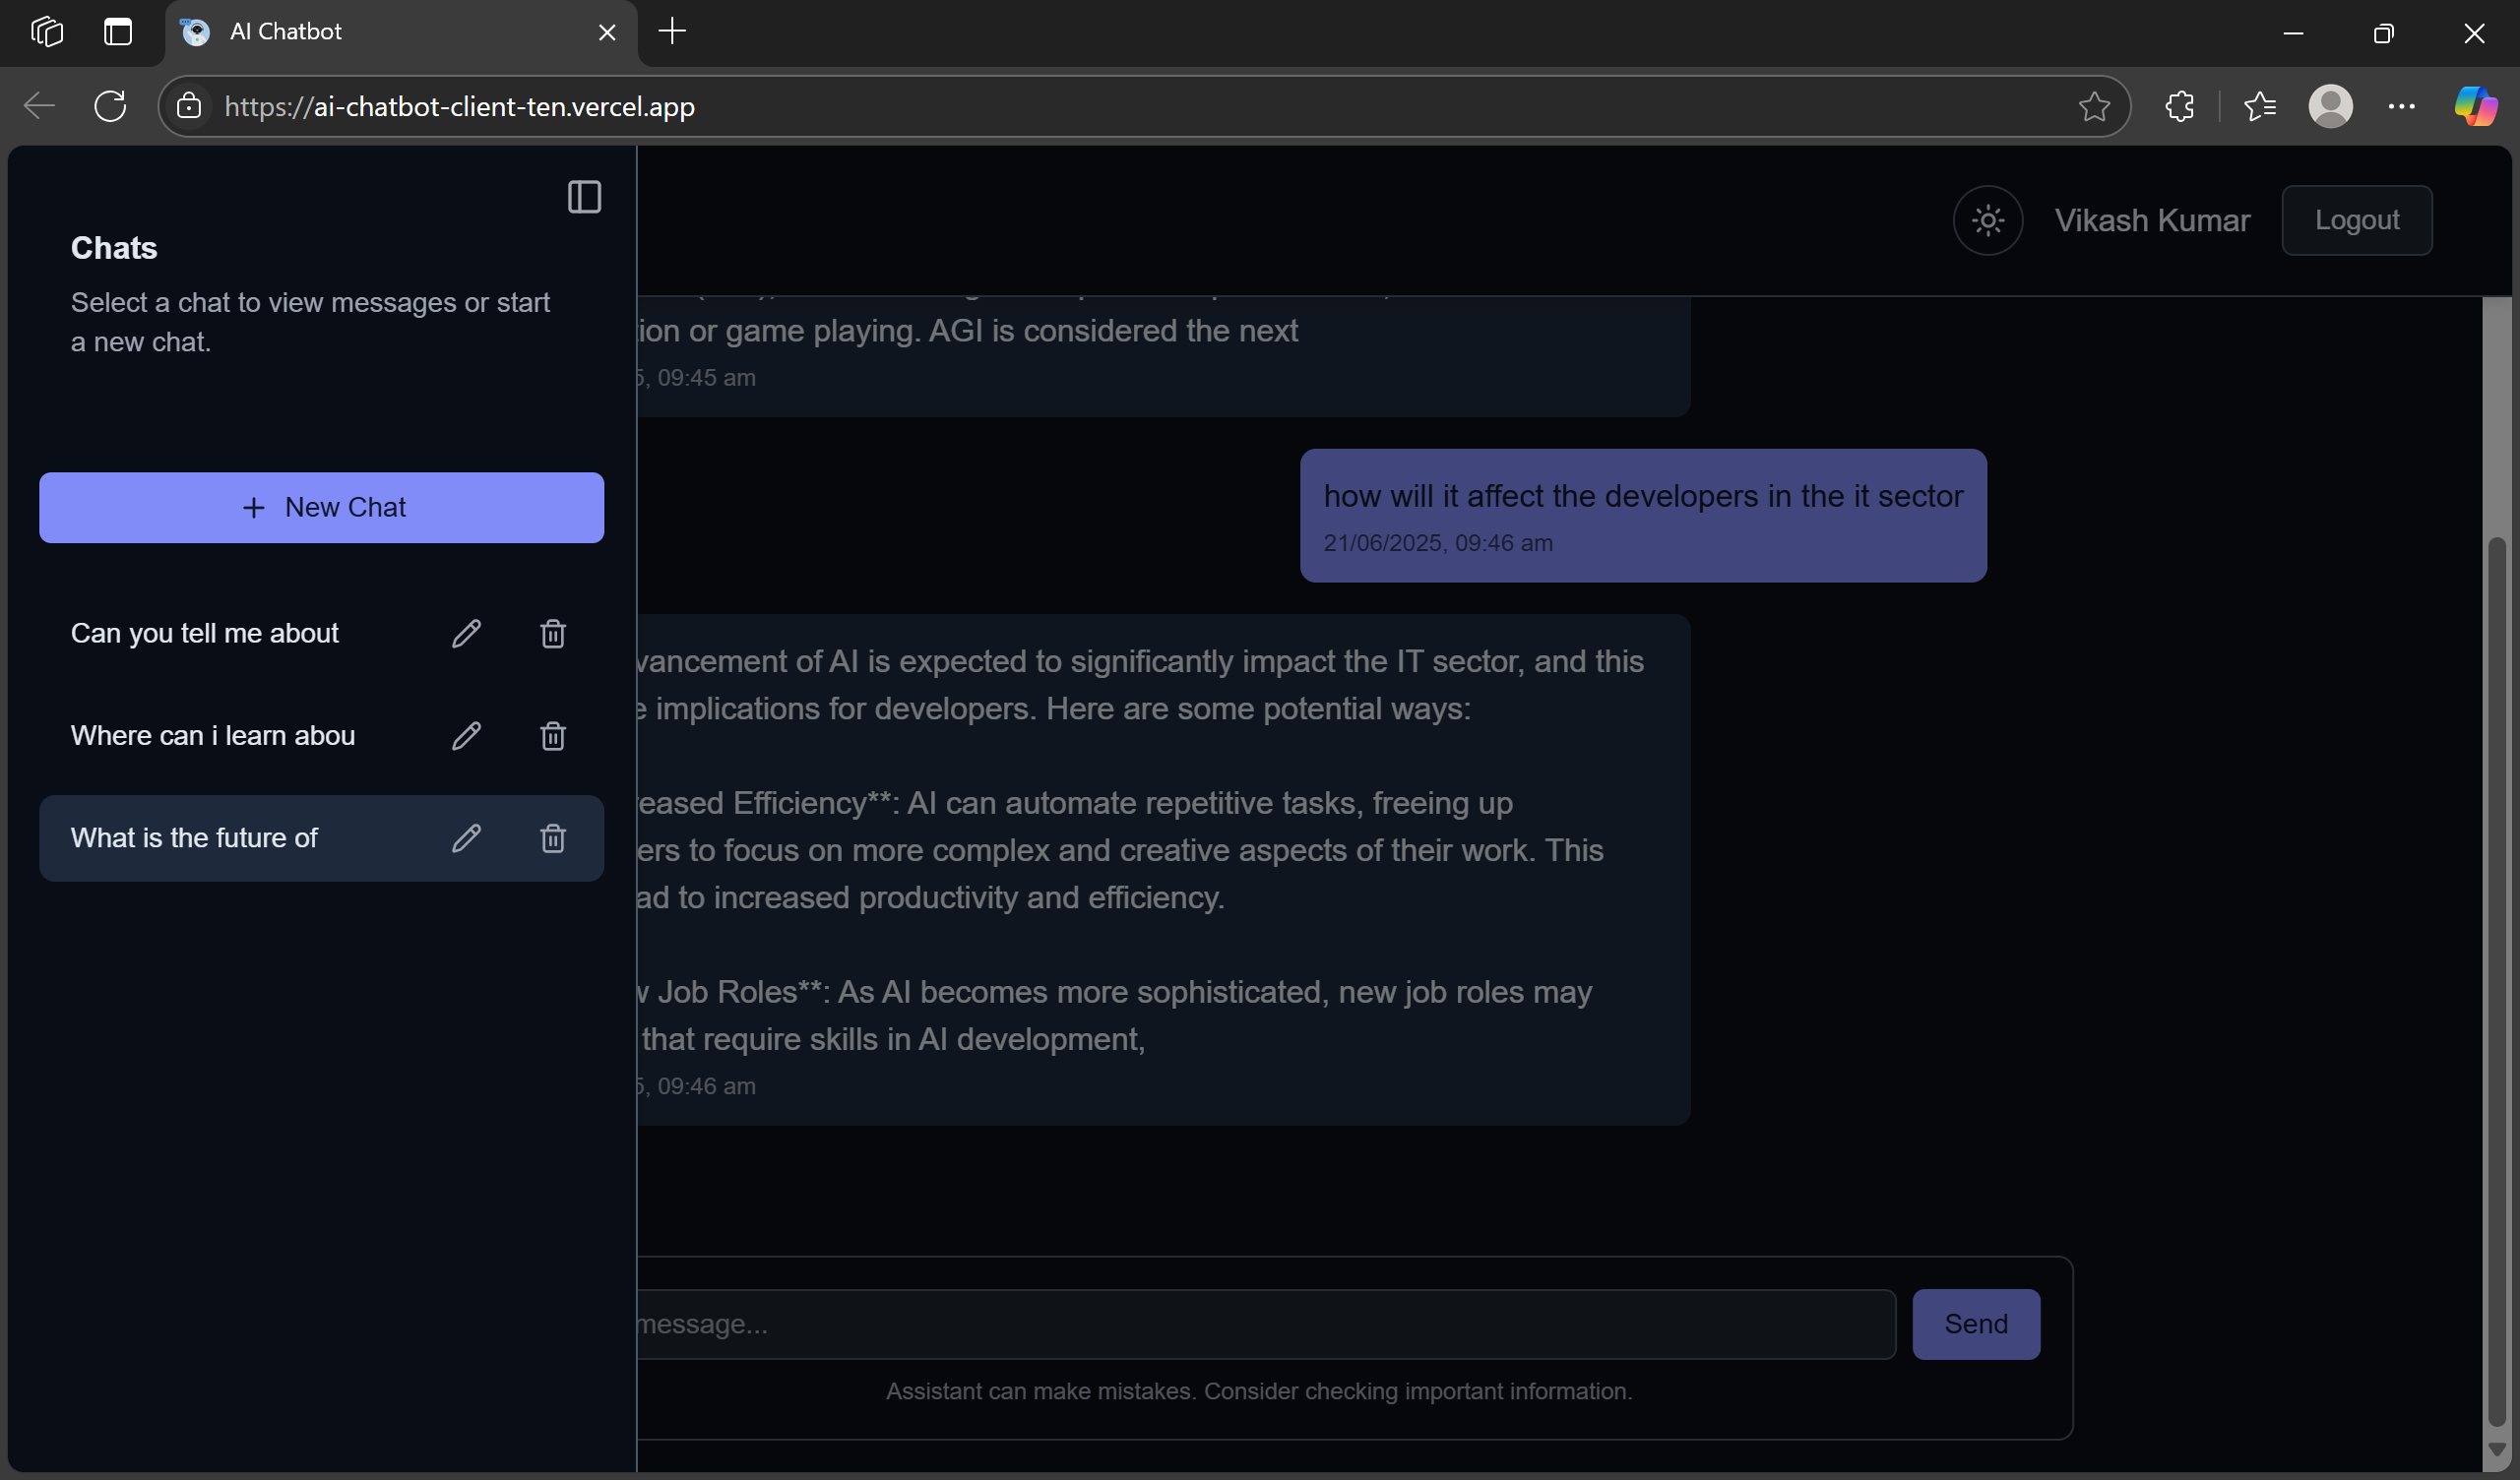 AI Chatbot
https://ai-chatbot-client-ten.vercel.app
Chats
Select a chat to view messages or start
a new chat.
+ New Chat
Can you tell me about
Where can i learn abou
What is the future of
Vikash Kumar
Logout
ion or game playing. AGI is considered the next
5, 09:45 am
how will it affect the developers in the it sector
21/06/2025, 09:46 am
vancement of AI is expected to significantly impact the IT sector, and this
e implications for developers. Here are some potential ways:
eased Efficiency**: AI can automate repetitive tasks, freeing up
ers to focus on more complex and creative aspects of their work. This
ad to increased productivity and efficiency.
w Job Roles**: As AI becomes more sophisticated, new job roles may
that require skills in AI development,
5, 09:46 am
message...
Send
Assistant can make mistakes. Consider checking important information.